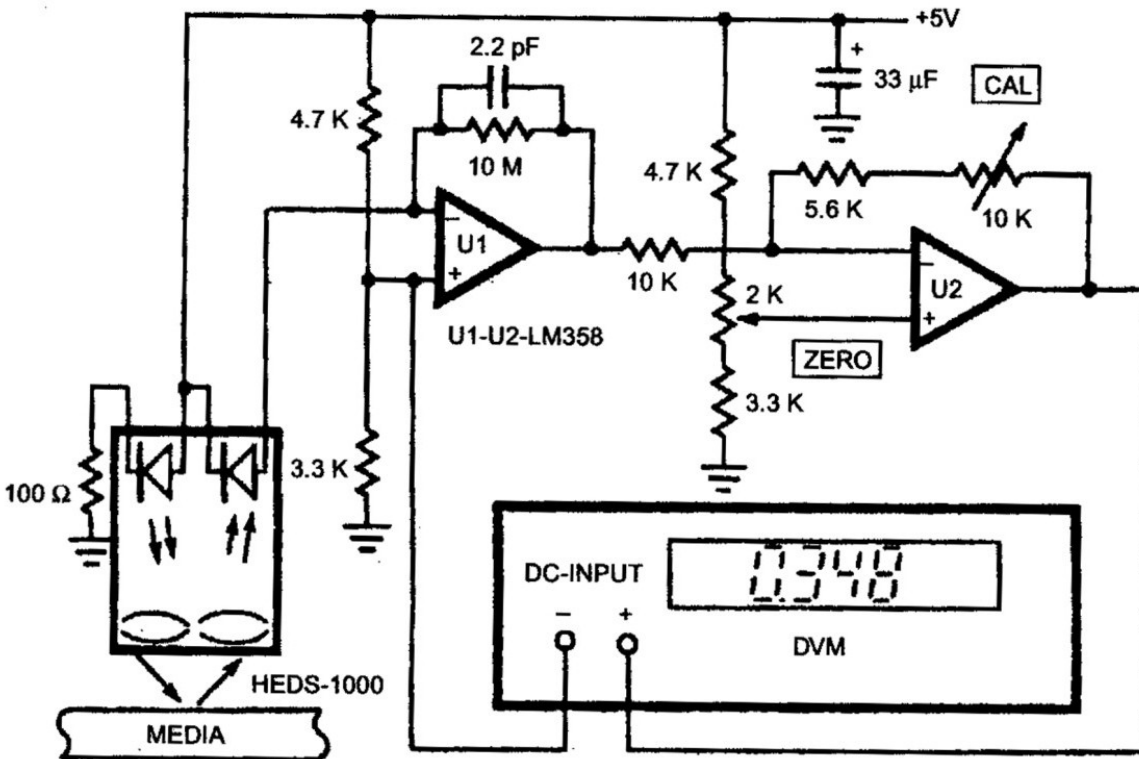 +5V
2.2 pF
+
33 µF
CAL
4.7 K
10 M
4.7 K
5.6 K
10 K
−
U1
+
10 K
2 K
−
U2
+
U1-U2-LM358
ZERO
3.3 K
3.3 K
100 Ω
DC-INPUT
0.348
−
+
DVM
HEDS-1000
MEDIA